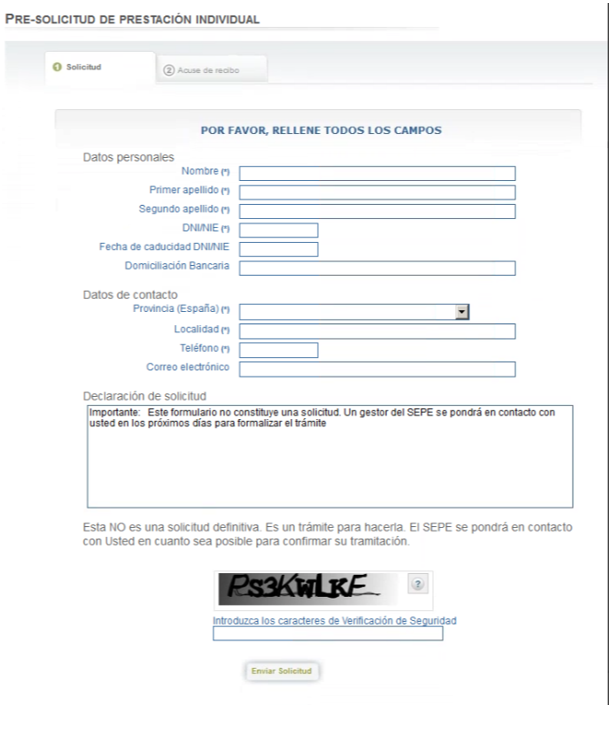 PRE-SOLICITUD DE PRESTACIÓN INDIVIDUAL
1 Solicitud
2 Acuse de recibo
POR FAVOR, RELLENE TODOS LOS CAMPOS
Datos personales
Nombre (*)
Primer apellido (*)
Segundo apellido (*)
DNI/NIE (*)
Fecha de caducidad DNI/NIE
Domiciliación Bancaria
Datos de contacto
Provincia (España) (*)
Localidad (*)
Teléfono (*)
Correo electrónico
Declaración de solicitud
Importante: Este formulario no constituye una solicitud. Un gestor del SEPE se pondrá en contacto con
usted en los próximos días para formalizar el trámite
Esta NO es una solicitud definitiva. Es un trámite para hacerla. El SEPE se pondrá en contacto
con Usted en cuanto sea posible para confirmar su tramitación.
PS3KWLKF
?
Introduzca los caracteres de Verificación de Seguridad
Enviar Solicitud